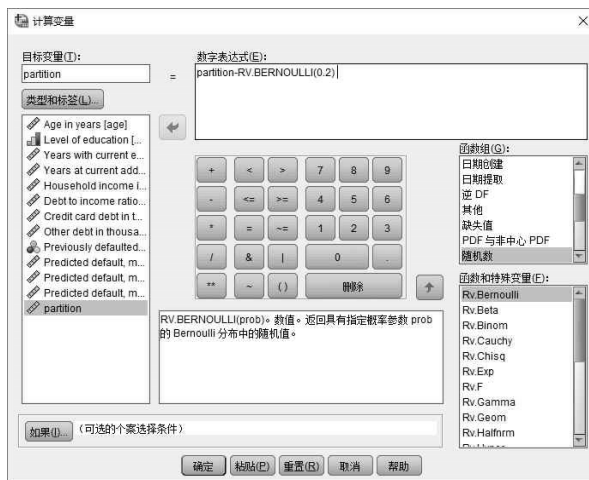 计算变量
目标变量(T):
partition
=
数字表达式(E):
partition-RV.BERNOULLI(0.2)
类型和标签(L)...
Age in years [age]
Level of education [...
Years with current e...
Years at current add...
Household income i...
Debt to income ratio...
Credit card debt in t...
Other debt in thousa...
Previously defaulted...
Predicted default, m...
Predicted default, m...
Predicted default, m...
partition
+ < > 7 8 9
- <= >= 4 5 6
* = ~= 1 2 3
/ & | 0 .
** ~ () 删除
函数组(G):
日期创建
日期提取
逆 DF
其他
缺失值
PDF 与非中心 PDF
随机数
函数和特殊变量(F):
Rv.Bernoulli
Rv.Beta
Rv.Binom
Rv.Cauchy
Rv.Chisq
Rv.Exp
Rv.F
Rv.Gamma
Rv.Geom
Rv.Halfnrm
RV.BERNOULLI(prob)。数值。返回具有指定概率参数 prob
的 Bernoulli 分布中的随机值。
如果(I)... (可选的个案选择条件)
确定 粘贴(P) 重置(R) 取消 帮助